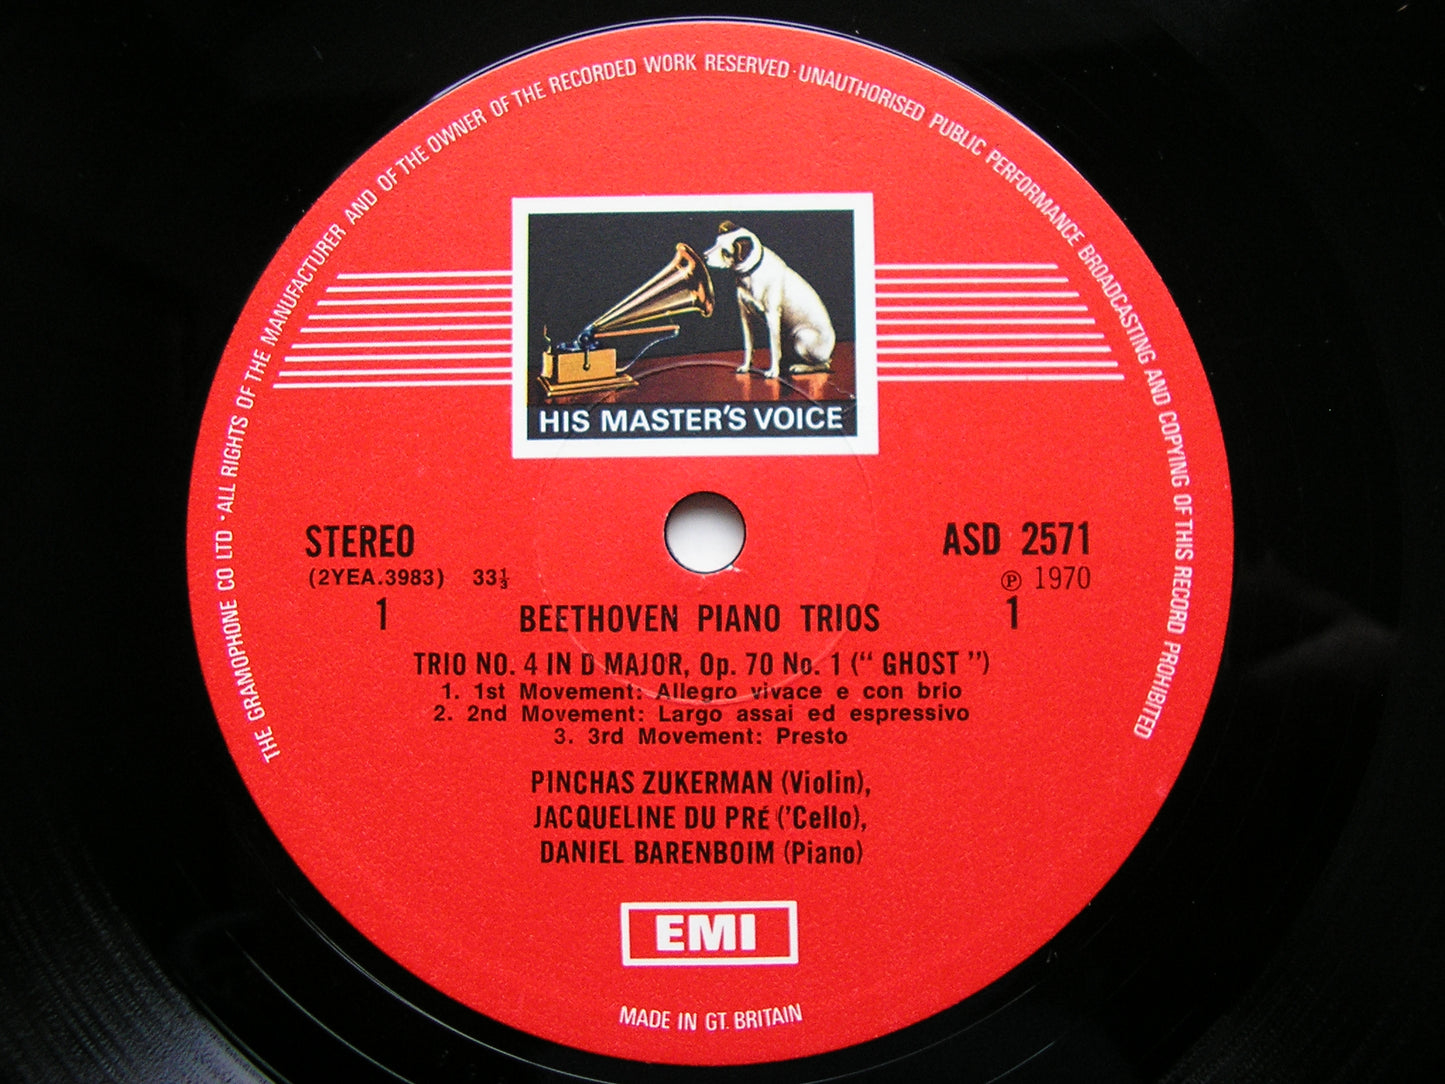 THE GRAMOPHONE CO LTD · ALL RIGHTS OF THE MANUFACTURER AND OF THE OWNER OF THE RECORDED WORK RESERVED · UNAUTHORISED PUBLIC PERFORMANCE BROADCASTING AND COPYING OF THIS RECORD PROHIBITED
HIS MASTER'S VOICE
STEREO ASD 2571
(2YEA.3983) 33⅓ ℗ 1970
1 BEETHOVEN PIANO TRIOS 1
TRIO NO. 4 IN D MAJOR, Op. 70 No. 1 (“ GHOST ”)
1. 1st Movement: Allegro vivace e con brio
2. 2nd Movement: Largo assai ed espressivo
3. 3rd Movement: Presto
PINCHAS ZUKERMAN (Violin),
JACQUELINE DU PRÉ (’Cello),
DANIEL BARENBOIM (Piano)
EMI
MADE IN GT. BRITAIN